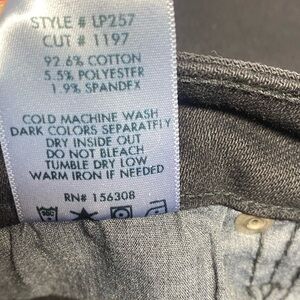 STYLE # LP257
CUT # 1197
92.6% COTTON
5.5% POLYESTER
1.9% SPANDEX
COLD MACHINE WASH
DARK COLORS SEPARATELY
DRY INSIDE OUT
DO NOT BLEACH
TUMBLE DRY LOW
WARM IRON IF NEEDED
RN# 156308